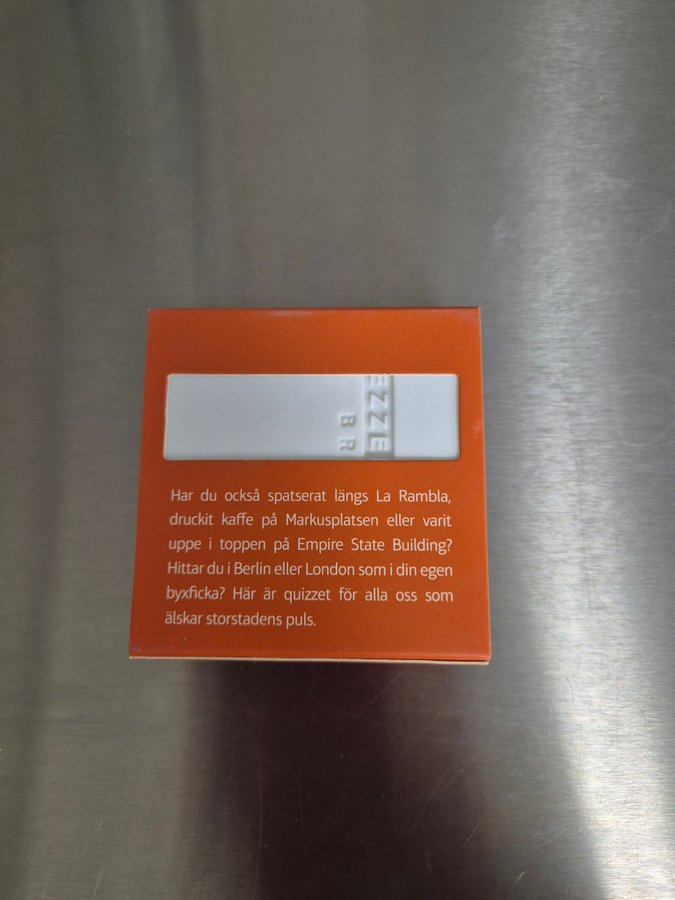 EZZE
B R
Har du också spatserat längs La Rambla,
druckit kaffe på Markusplatsen eller varit
uppe i toppen på Empire State Building?
Hittar du i Berlin eller London som i din egen
byxficka? Här är quizzet för alla oss som
älskar storstadens puls.